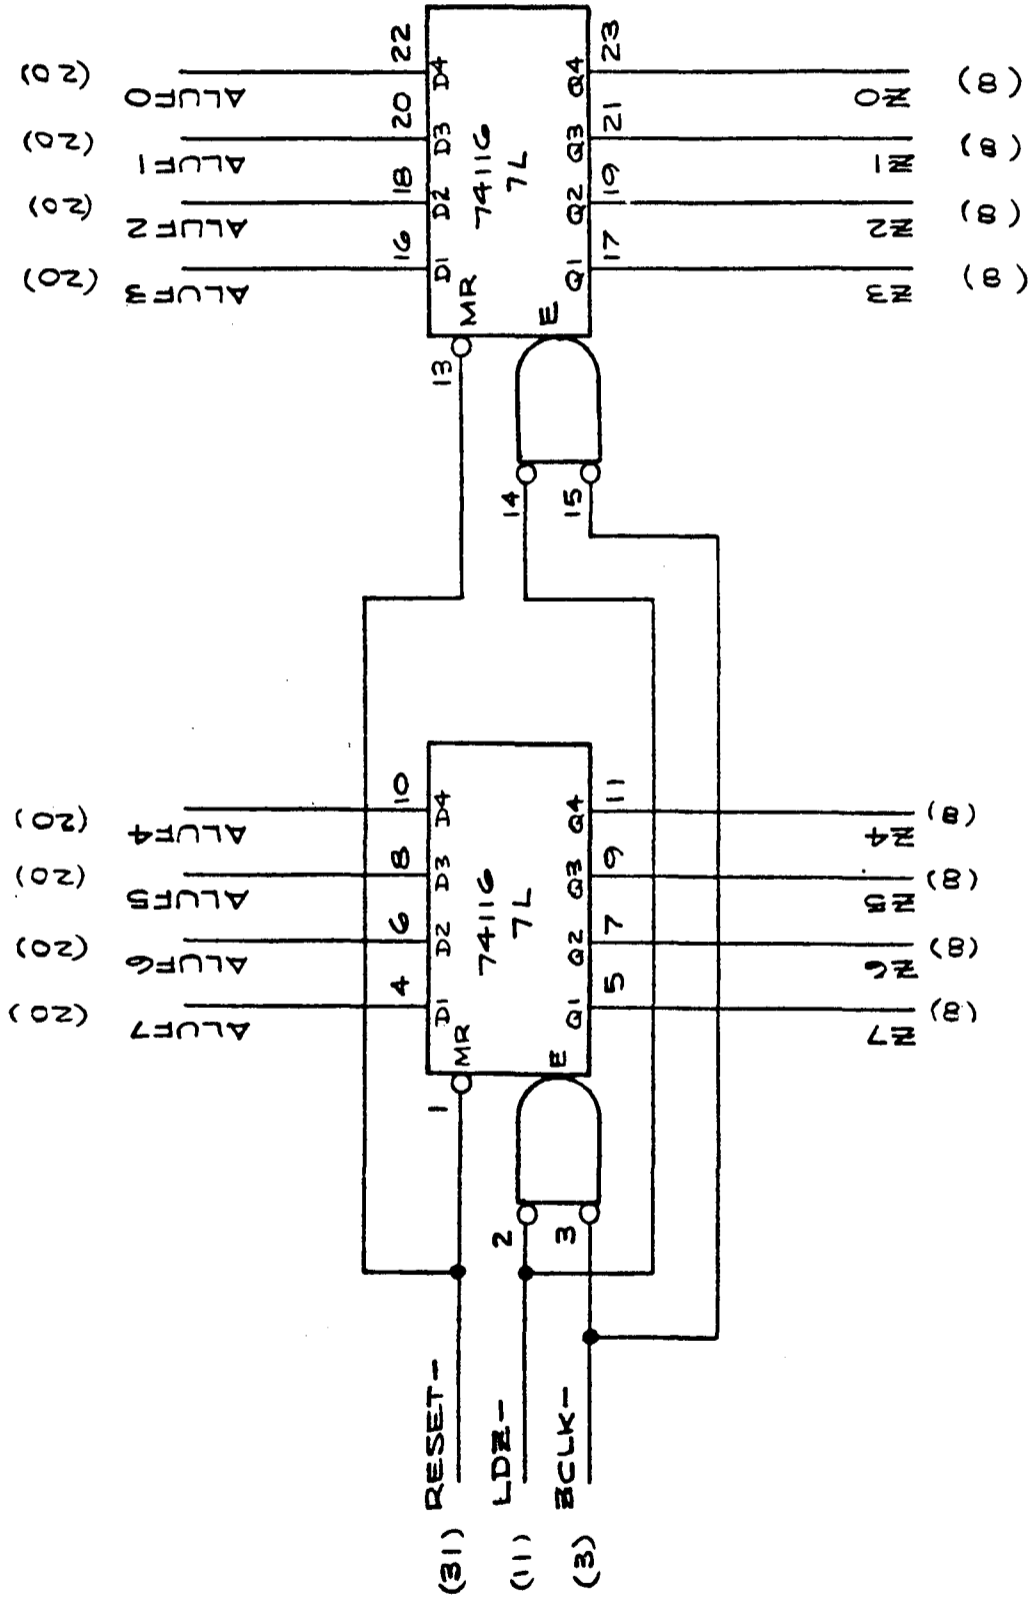 (20) ALUF0 22 D4 Q4 23 Z0 (8)
(20) ALUF1 20 D3 Q3 21 Z1 (8)
(20) ALUF2 18 D2 Q2 19 Z2 (8)
(20) ALUF3 16 D1 Q1 17 Z3 (8)
74116
7L
MR
E
13
14
15
(20) ALUF4 10 D4 Q4 11 Z4 (8)
(20) ALUF5 8 D3 Q3 9 Z5 (8)
(20) ALUF6 6 D2 Q2 7 Z6 (8)
(20) ALUF7 4 D1 Q1 5 Z7 (8)
74116
7L
MR
E
1
2
3
(31) RESET-
(11) LDZ-
(3) BCLK-